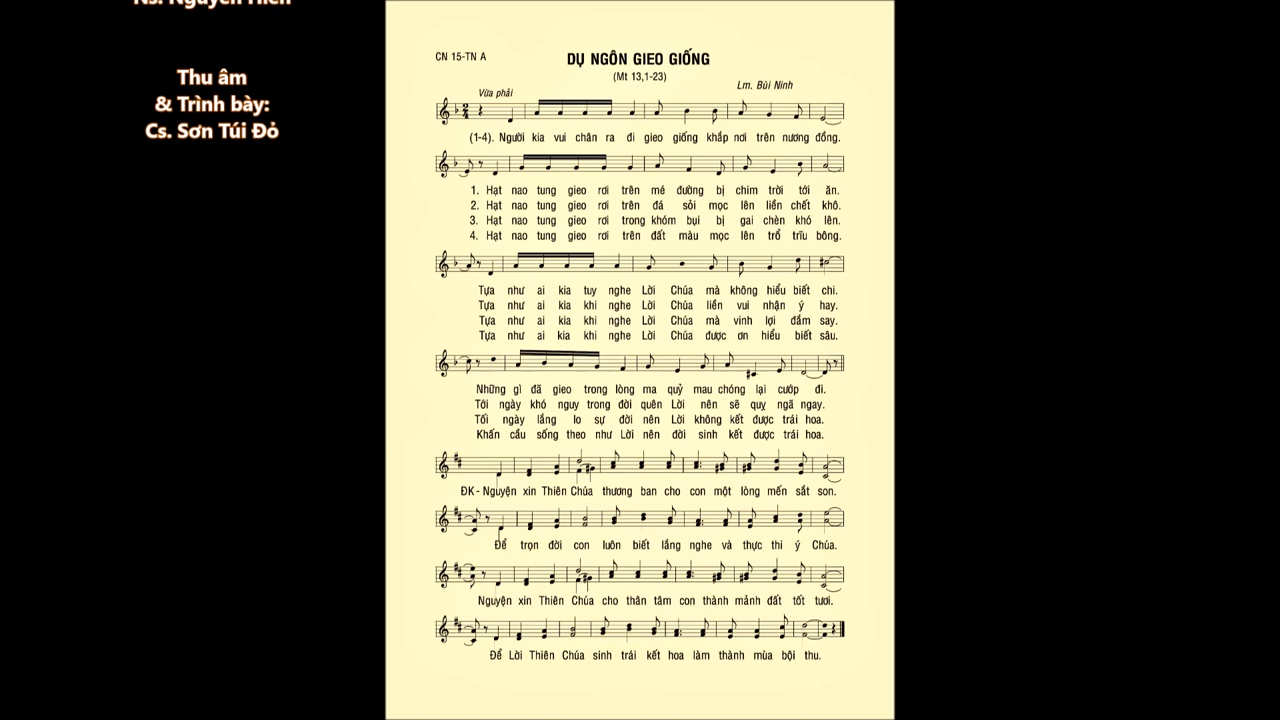 Ns. Nguyễn Hiền
Thu âm
& Trình bày:
Cs. Sơn Túi Đỏ
CN 15-TN A
DỤ NGÔN GIEO GIỐNG
(Mt 13,1-23)
Lm. Bùi Ninh
Vừa phải
(1-4). Người kia vui chân ra đi gieo giống khắp nơi trên nương đồng.
1. Hạt nao tung gieo rơi trên mé đường bị chim trời tới ăn.
2. Hạt nao tung gieo rơi trên đá sỏi mọc lên liền chết khô.
3. Hạt nao tung gieo rơi trong khóm bụi bị gai chèn khó lên.
4. Hạt nao tung gieo rơi trên đất màu mọc lên trổ trĩu bông.
Tựa như ai kia tuy nghe Lời Chúa mà không hiểu biết chi.
Tựa như ai kia khi nghe Lời Chúa liền vui nhận ý hay.
Tựa như ai kia khi nghe Lời Chúa mà vinh lợi đắm say.
Tựa như ai kia khi nghe Lời Chúa được ơn hiểu biết sâu.
Những gì đã gieo trong lòng ma quỷ mau chóng lại cướp đi.
Tới ngày khó nguy trong đời quên Lời nên sẽ quỵ ngã ngay.
Tối ngày lắng lo sự đời nên Lời không kết được trái hoa.
Khấn cầu sống theo như Lời nên đời sinh kết được trái hoa.
ĐK - Nguyện xin Thiên Chúa thương ban cho con một lòng mến sắt son.
Để trọn đời con luôn biết lắng nghe và thực thi ý Chúa.
Nguyện xin Thiên Chúa cho thân tâm con thành mảnh đất tốt tươi.
Để Lời Thiên Chúa sinh trái kết hoa làm thành mùa bội thu.